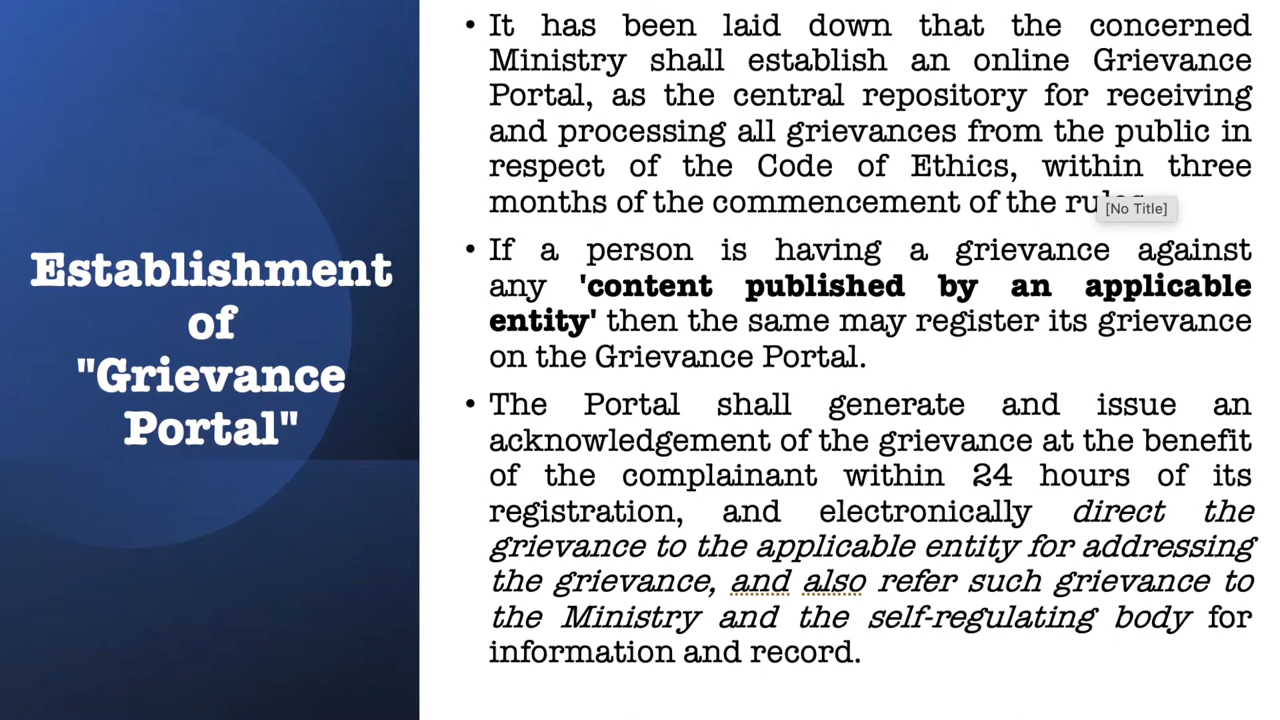 Establishment
of
"Grievance
Portal"
• It has been laid down that the concerned
Ministry shall establish an online Grievance
Portal, as the central repository for receiving
and processing all grievances from the public in
respect of the Code of Ethics, within three
months of the commencement of the
[No Title]
• If a person is having a grievance against
any 'content published by an applicable
entity' then the same may register its grievance
on the Grievance Portal.
• The Portal shall generate and issue an
acknowledgement of the grievance at the benefit
of the complainant within 24 hours of its
registration, and electronically direct the
grievance to the applicable entity for addressing
the grievance, and also refer such grievance to
the Ministry and the self-regulating body for
information and record.